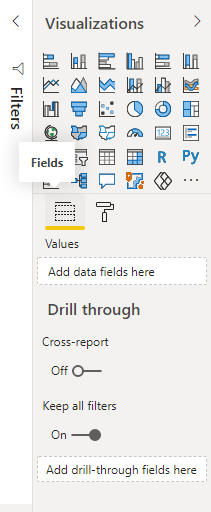 Visualizations
Filters
123
Fields
R
Py
Values
Add data fields here
Drill through
Cross-report
Off
Keep all filters
On
Add drill-through fields here